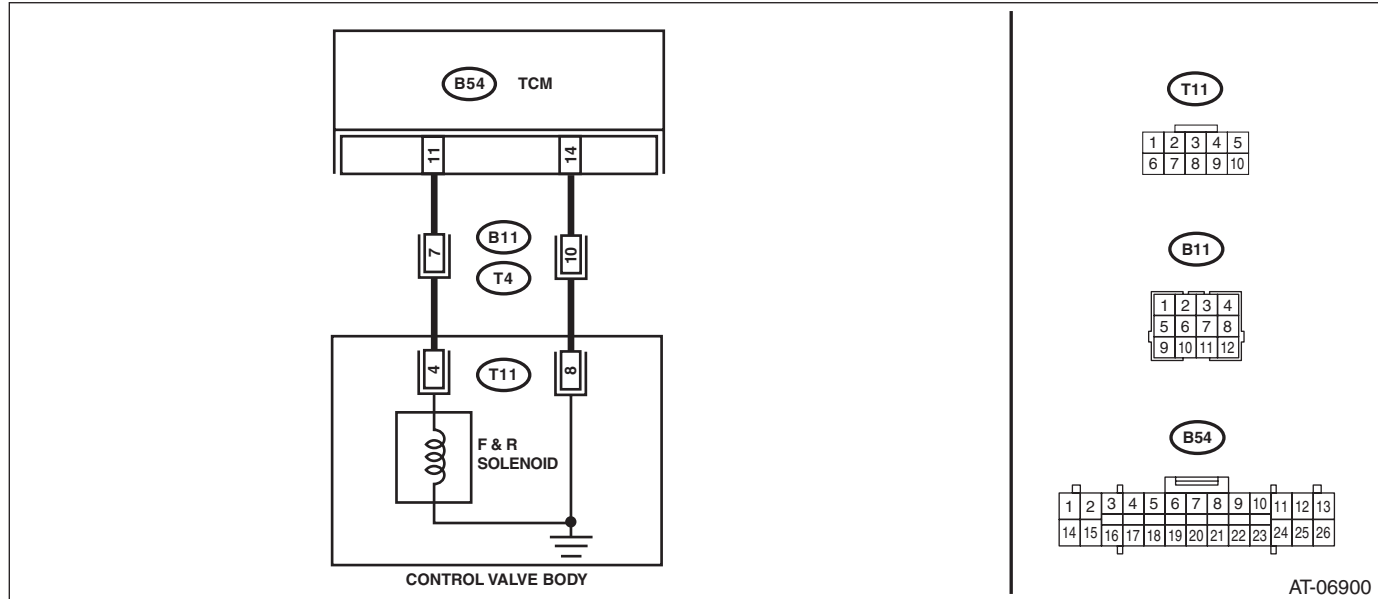 B54 TCM
11 14
7 B11 10
T4
4 T11 8
F & R
SOLENOID
CONTROL VALVE BODY
T11
1 2 3 4 5
6 7 8 9 10
B11
1 2 3 4
5 6 7 8
9 10 11 12
B54
1 2 3 4 5 6 7 8 9 10 11 12 13
14 15 16 17 18 19 20 21 22 23 24 25 26
AT-06900